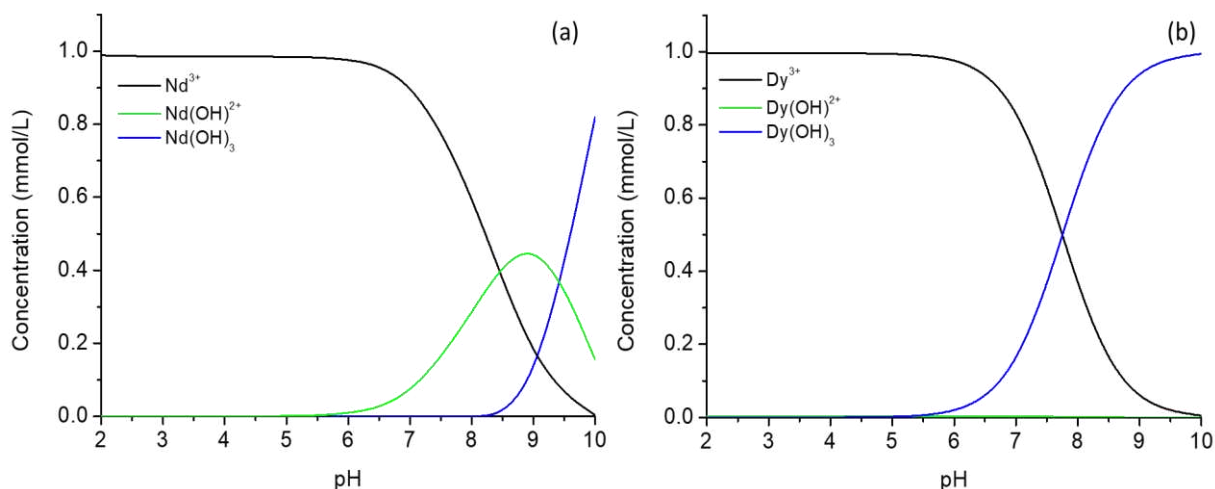 (a)
1.0
0.8
0.6
0.4
0.2
0.0
Concentration (mmol/L)
Nd³⁺
Nd(OH)²⁺
Nd(OH)₃
2 3 4 5 6 7 8 9 10
pH
(b)
1.0
0.8
0.6
0.4
0.2
0.0
Concentration (mmol/L)
Dy³⁺
Dy(OH)²⁺
Dy(OH)₃
2 3 4 5 6 7 8 9 10
pH